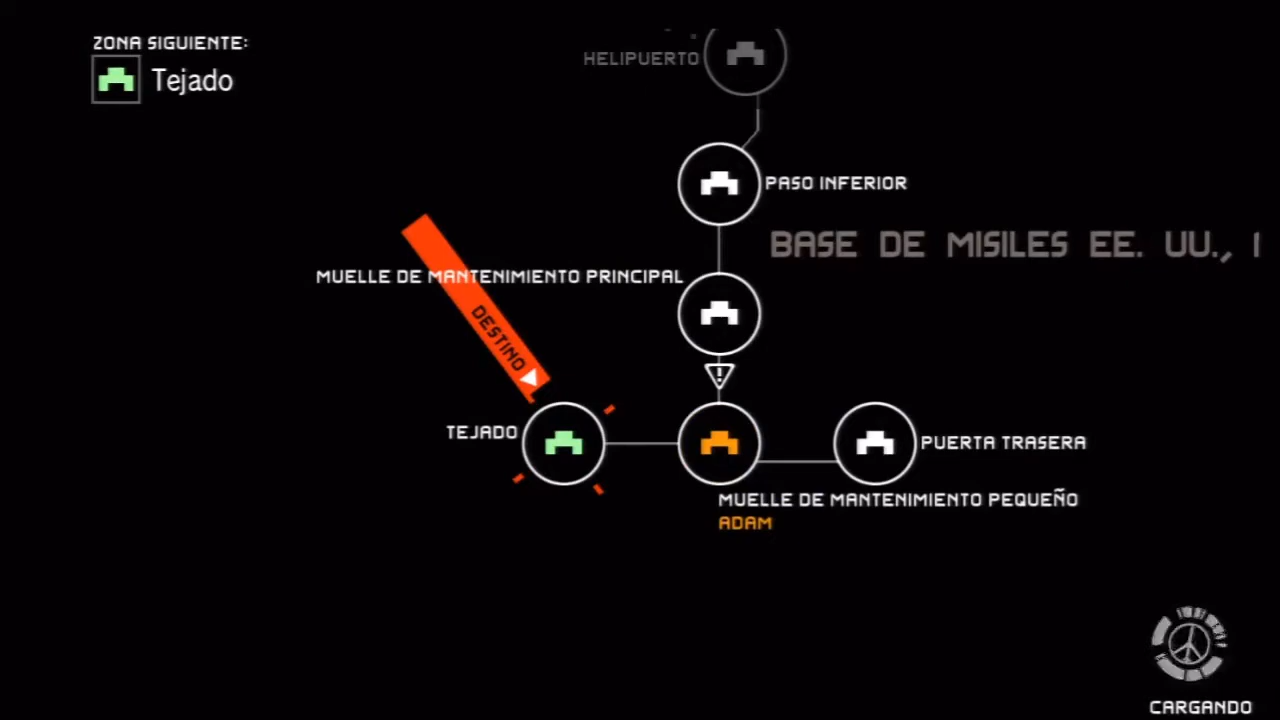 ZONA SIGUIENTE:
Tejado
HELIPUERTO
PASO INFERIOR
BASE DE MISILES EE. UU., I
MUELLE DE MANTENIMIENTO PRINCIPAL
DESTINO
TEJADO
PUERTA TRASERA
MUELLE DE MANTENIMIENTO PEQUEÑO
ADAM
CARGANDO